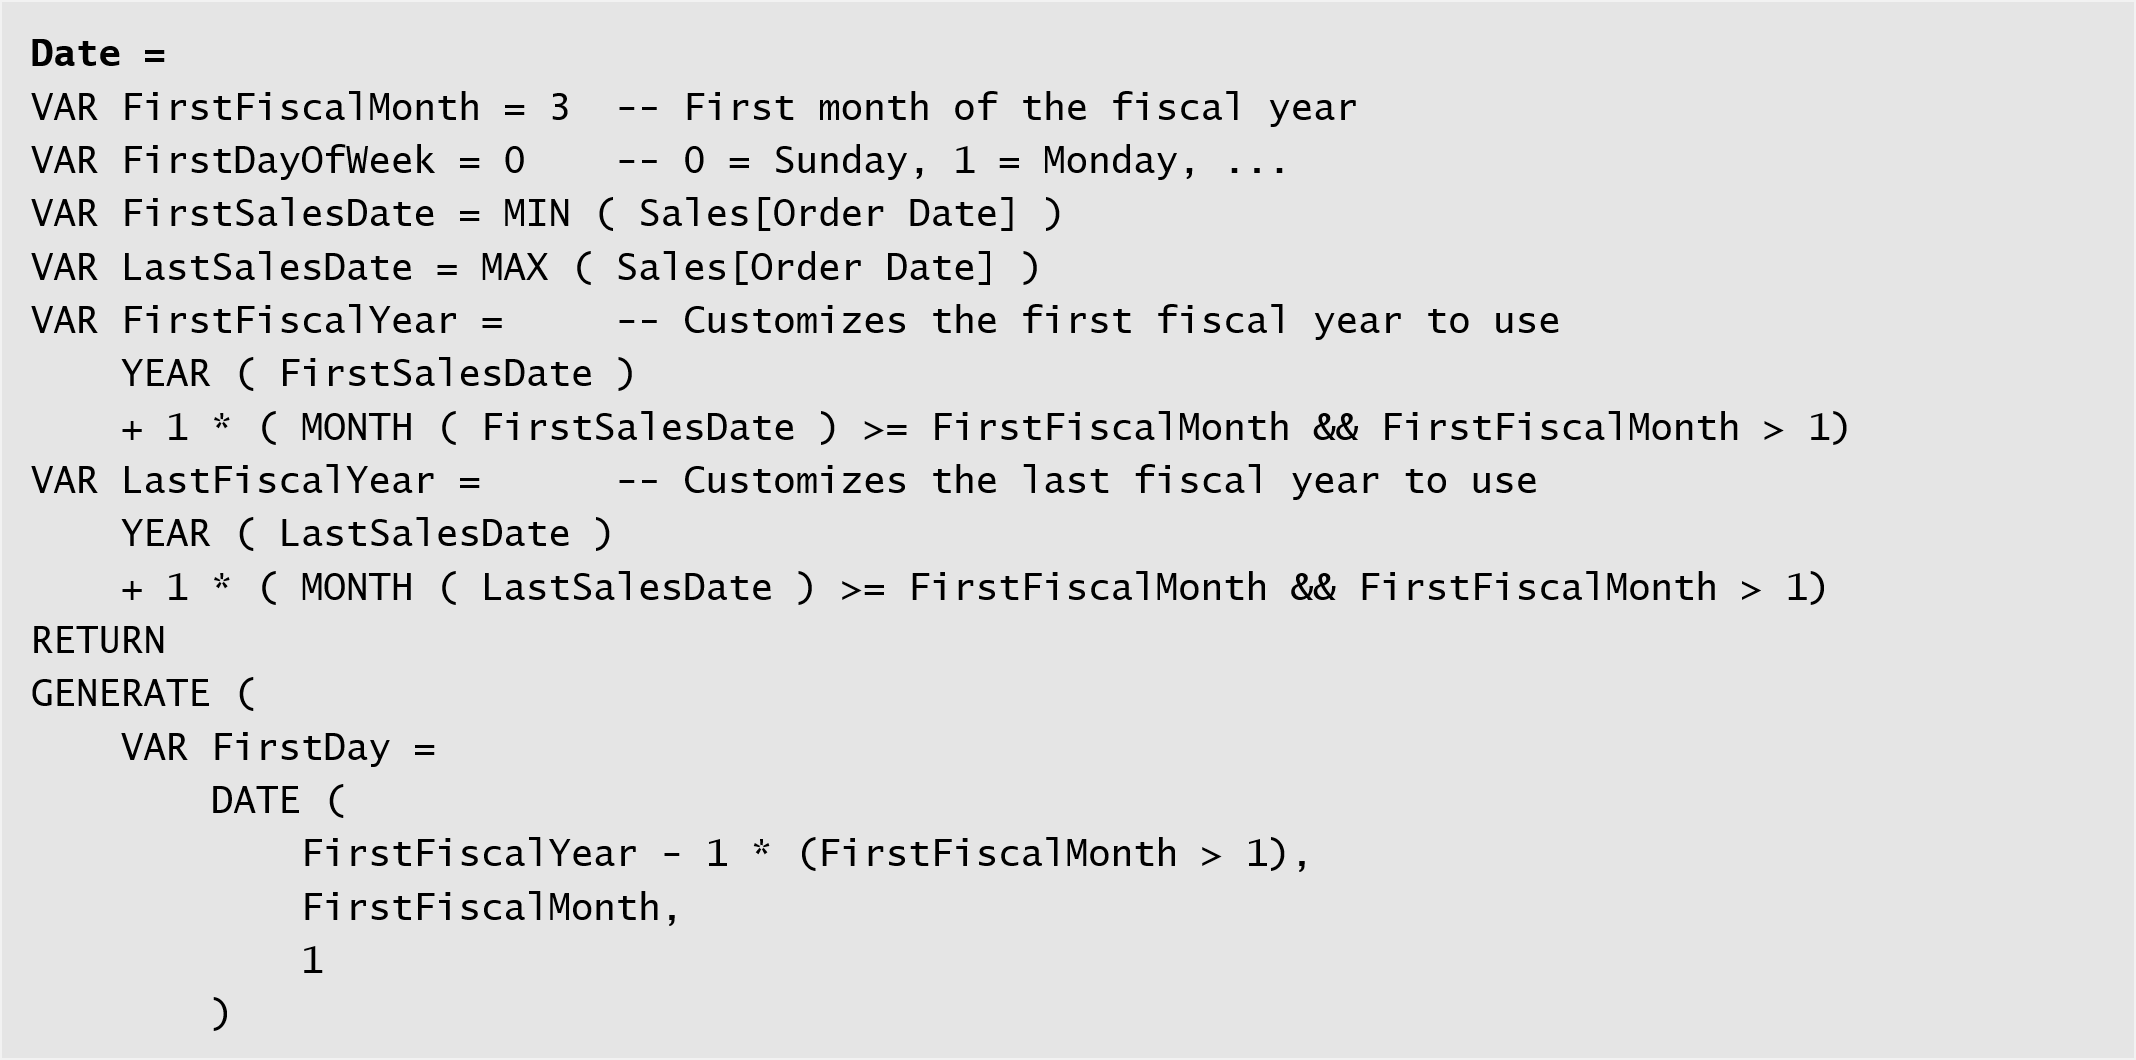 Date =
VAR FirstFiscalMonth = 3  -- First month of the fiscal year
VAR FirstDayOfWeek = 0    -- 0 = Sunday, 1 = Monday, ...
VAR FirstSalesDate = MIN ( Sales[Order Date] )
VAR LastSalesDate = MAX ( Sales[Order Date] )
VAR FirstFiscalYear =     -- Customizes the first fiscal year to use
    YEAR ( FirstSalesDate )
    + 1 * ( MONTH ( FirstSalesDate ) >= FirstFiscalMonth && FirstFiscalMonth > 1)
VAR LastFiscalYear =      -- Customizes the last fiscal year to use
    YEAR ( LastSalesDate )
    + 1 * ( MONTH ( LastSalesDate ) >= FirstFiscalMonth && FirstFiscalMonth > 1)
RETURN
GENERATE (
    VAR FirstDay =
        DATE (
            FirstFiscalYear - 1 * (FirstFiscalMonth > 1),
            FirstFiscalMonth,
            1
        )